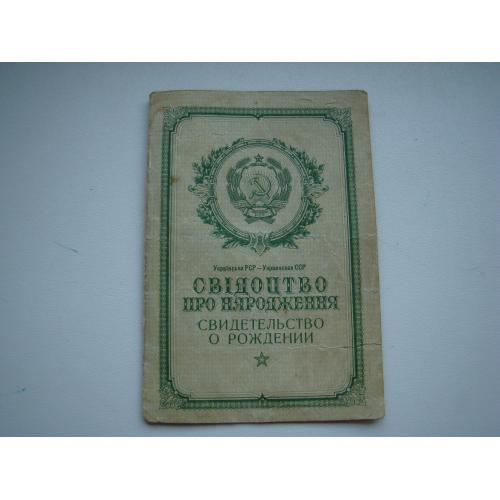 Українська РСР – Украинская ССР
СВІДОЦТВО
ПРО НАРОДЖЕННЯ
СВИДЕТЕЛЬСТВО
О РОЖДЕНИИ